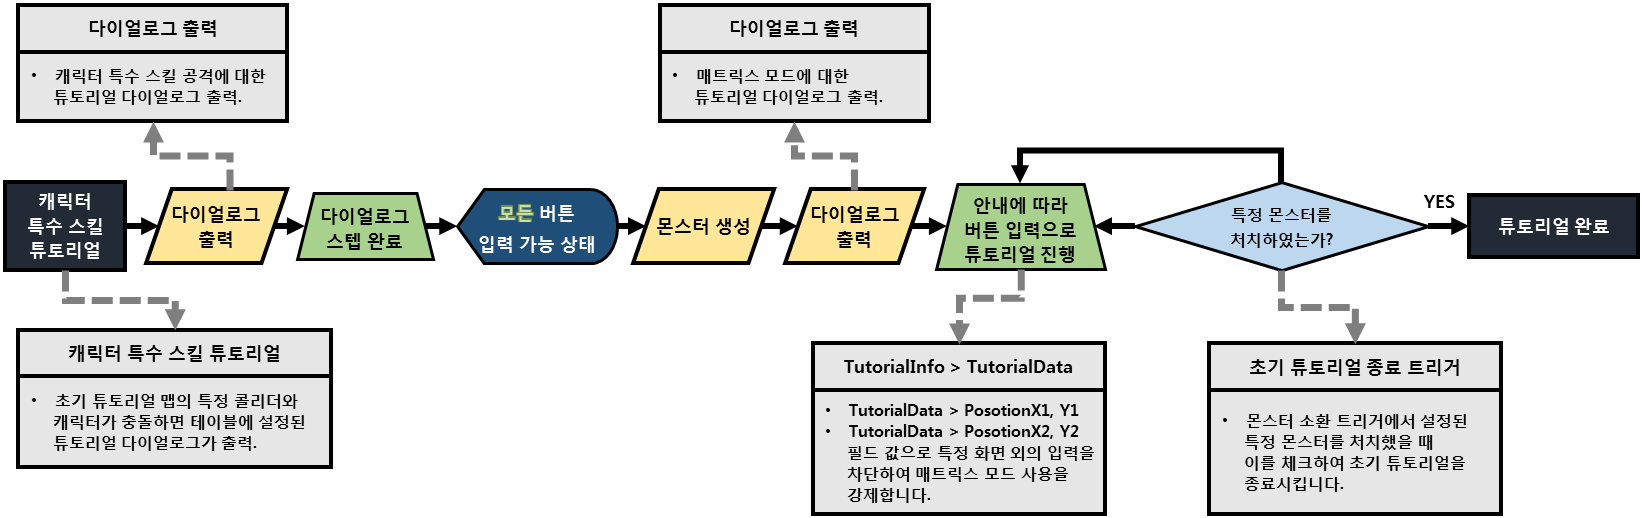 다이얼로그 출력
• 캐릭터 특수 스킬 공격에 대한
튜토리얼 다이얼로그 출력.
다이얼로그 출력
• 매트릭스 모드에 대한
튜토리얼 다이얼로그 출력.
캐릭터
특수 스킬
튜토리얼
다이얼로그
출력
다이얼로그
스텝 완료
모든 버튼
입력 가능 상태
몬스터 생성
다이얼로그
출력
안내에 따라
버튼 입력으로
튜토리얼 진행
특정 몬스터를
처치하였는가?
YES
튜토리얼 완료
캐릭터 특수 스킬 튜토리얼
• 초기 튜토리얼 맵의 특정 콜리더와
캐릭터가 충돌하면 테이블에 설정된
튜토리얼 다이얼로그가 출력.
TutorialInfo > TutorialData
• TutorialData > PosotionX1, Y1
• TutorialData > PosotionX2, Y2
필드 값으로 특정 화면 외의 입력을
차단하여 매트릭스 모드 사용을
강제합니다.
초기 튜토리얼 종료 트리거
• 몬스터 소환 트리거에서 설정된
특정 몬스터를 처치했을 때
이를 체크하여 초기 튜토리얼을
종료시킵니다.